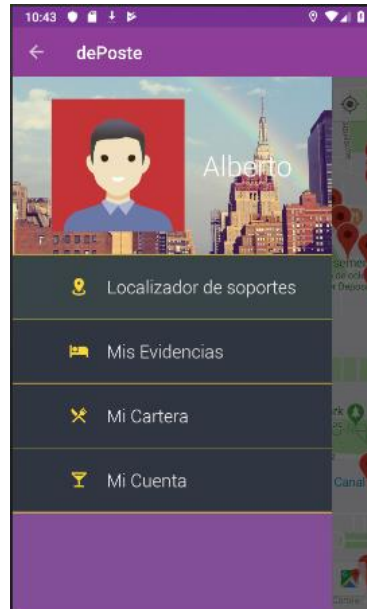 10:43
dePoste
Alberto
Localizador de soportes
Mis Evidencias
Mi Cartera
Mi Cuenta
Canal